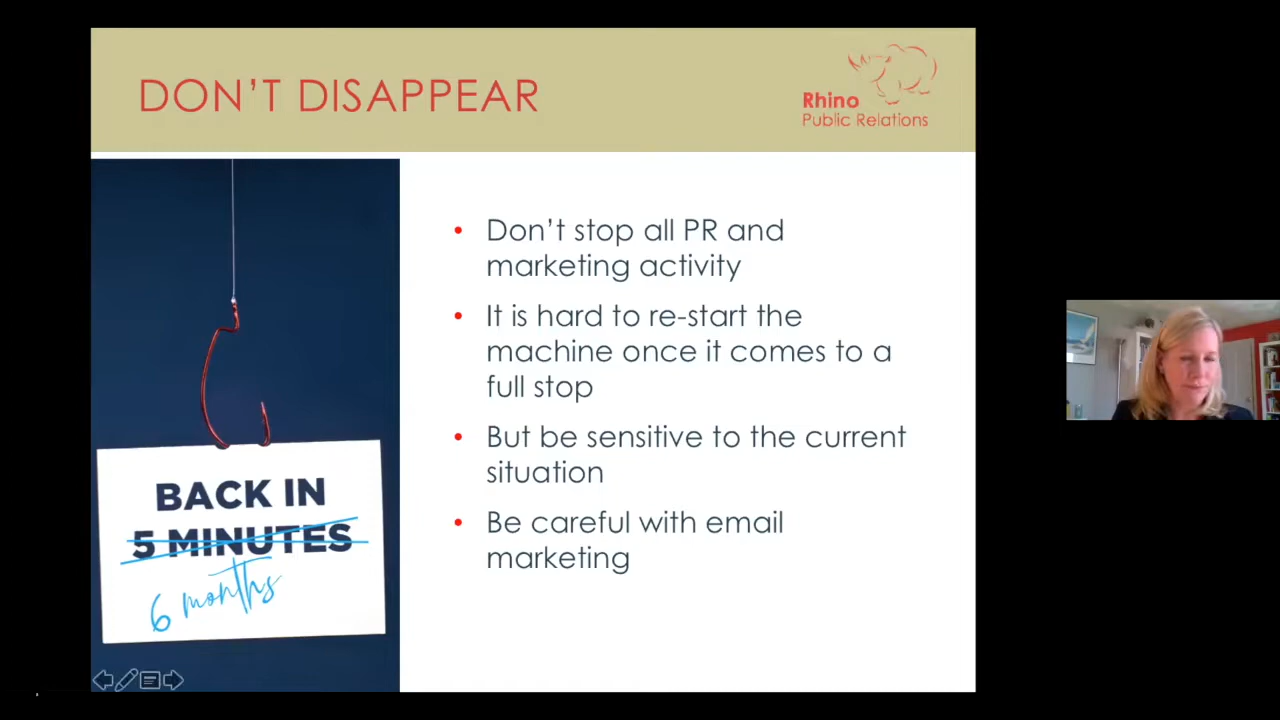 DON'T DISAPPEAR
Rhino
Public Relations
• Don't stop all PR and
marketing activity
• It is hard to re-start the
machine once it comes to a
full stop
• But be sensitive to the current
situation
• Be careful with email
marketing
BACK IN
5 MINUTES
6 months